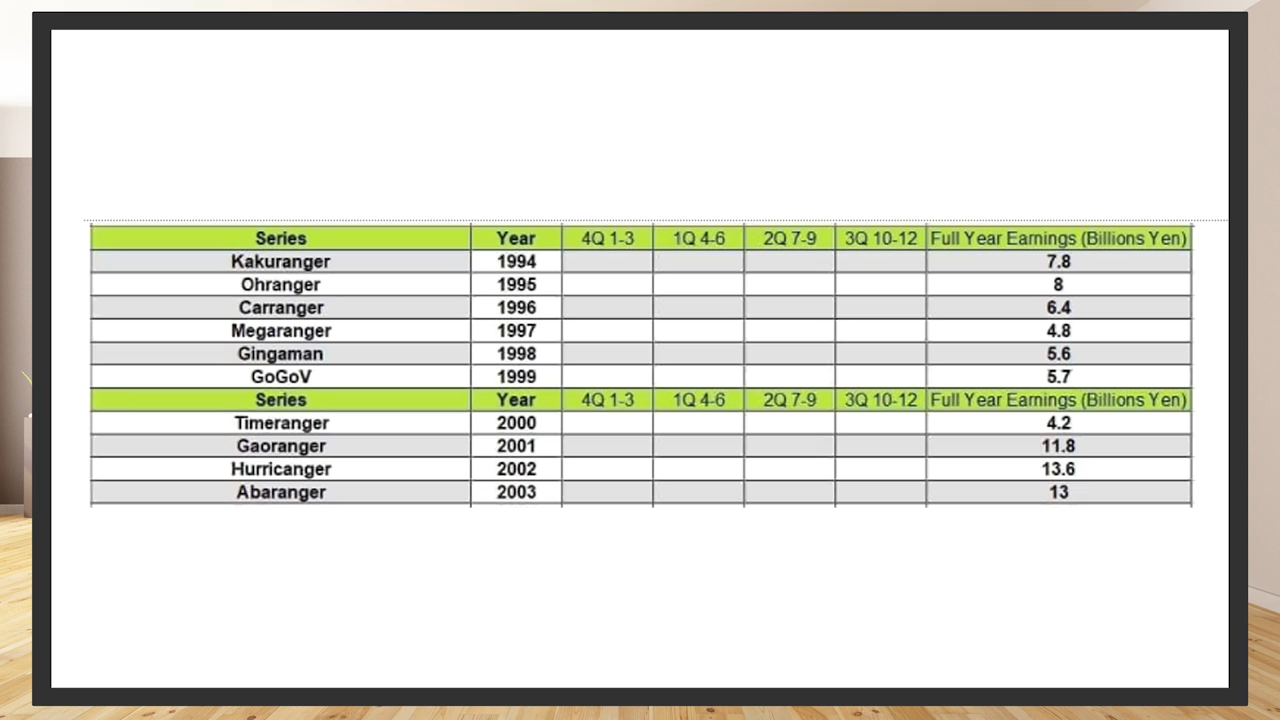 Series Year 4Q 1-3 1Q 4-6 2Q 7-9 3Q 10-12 Full Year Earnings (Billions Yen)
Kakuranger 1994 7.8
Ohranger 1995 8
Carranger 1996 6.4
Megaranger 1997 4.8
Gingaman 1998 5.6
GoGoV 1999 5.7
Series Year 4Q 1-3 1Q 4-6 2Q 7-9 3Q 10-12 Full Year Earnings (Billions Yen)
Timeranger 2000 4.2
Gaoranger 2001 11.8
Hurricanger 2002 13.6
Abaranger 2003 13